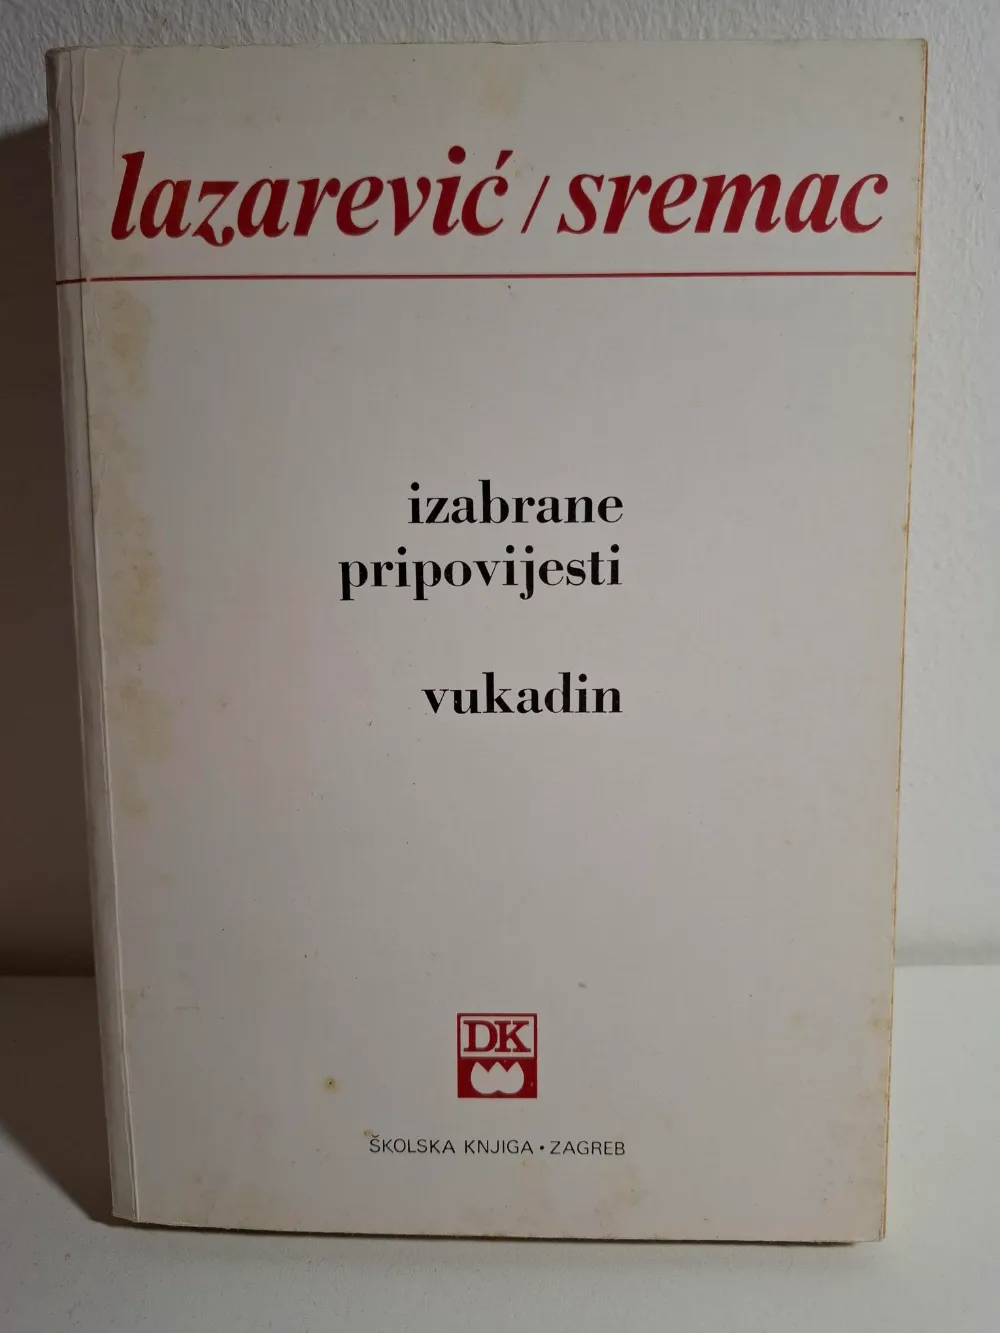 lazarević / sremac
izabrane
pripovijesti
vukadin
DK
ŠKOLSKA KNJIGA • ZAGREB